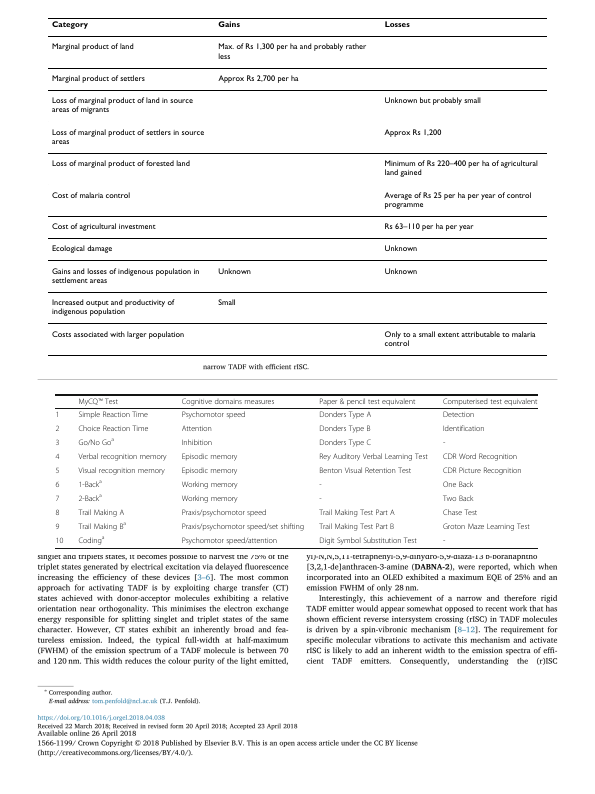 Category Gains Losses
Marginal product of land Max. of Rs 1,300 per ha and probably rather
less
Marginal product of settlers Approx Rs 2,700 per ha
Loss of marginal product of land in source Unknown but probably small
areas of migrants
Loss of marginal product of settlers in source Approx Rs 1,200
areas
Loss of marginal product of forested land Minimum of Rs 220–400 per ha of agricultural
land gained
Cost of malaria control Average of Rs 25 per ha per year of control
programme
Cost of agricultural investment Rs 63–110 per ha per year
Ecological damage Unknown
Gains and losses of indigenous population in Unknown Unknown
settlement areas
Increased output and productivity of Small
indigenous population
Costs associated with larger population Only to a small extent attributable to malaria
control
narrow TADF with efficient rISC.
MyCQ™ Test Cognitive domains measures Paper & pencil test equivalent Computerised test equivalent
1 Simple Reaction Time Psychomotor speed Donders Type A Detection
2 Choice Reaction Time Attention Donders Type B Identification
3 Go/No Goᵃ Inhibition Donders Type C -
4 Verbal recognition memory Episodic memory Rey Auditory Verbal Learning Test CDR Word Recognition
5 Visual recognition memory Episodic memory Benton Visual Retention Test CDR Picture Recognition
6 1-Backᵃ Working memory - One Back
7 2-Backᵃ Working memory - Two Back
8 Trail Making A Praxis/psychomotor speed Trail Making Test Part A Chase Test
9 Trail Making Bᵃ Praxis/psychomotor speed/set shifting Trail Making Test Part B Groton Maze Learning Test
10 Codingᵃ Psychomotor speed/attention Digit Symbol Substitution Test -
singlet and triplets states, it becomes possible to harvest the 75% of the
triplet states generated by electrical excitation via delayed fluorescence
increasing the efficiency of these devices [3–6]. The most common
approach for activating TADF is by exploiting charge transfer (CT)
states achieved with donor-acceptor molecules exhibiting a relative
orientation near orthogonality. This minimises the electron exchange
energy responsible for splitting singlet and triplet states of the same
character. However, CT states exhibit an inherently broad and fea-
tureless emission. Indeed, the typical full-width at half-maximum
(FWHM) of the emission spectrum of a TADF molecule is between 70
and 120 nm. This width reduces the colour purity of the light emitted,
yl)-N,N,5,11-tetraphenyl-5,9-dihydro-5,9-diaza-13 b-boranaphtho
[3,2,1-de]anthracen-3-amine (DABNA-2), were reported, which when
incorporated into an OLED exhibited a maximum EQE of 25% and an
emission FWHM of only 28 nm.
Interestingly, this achievement of a narrow and therefore rigid
TADF emitter would appear somewhat opposed to recent work that has
shown efficient reverse intersystem crossing (rISC) in TADF molecules
is driven by a spin-vibronic mechanism [8–12]. The requirement for
specific molecular vibrations to activate this mechanism and activate
rISC is likely to add an inherent width to the emission spectra of effi-
cient TADF emitters. Consequently, understanding the (r)ISC
* Corresponding author.
E-mail address: tom.penfold@ncl.ac.uk (T.J. Penfold).
https://doi.org/10.1016/j.orgel.2018.04.038
Received 22 March 2018; Received in revised form 20 April 2018; Accepted 23 April 2018
Available online 26 April 2018
1566-1199/ Crown Copyright © 2018 Published by Elsevier B.V. This is an open access article under the CC BY license
(http://creativecommons.org/licenses/BY/4.0/).